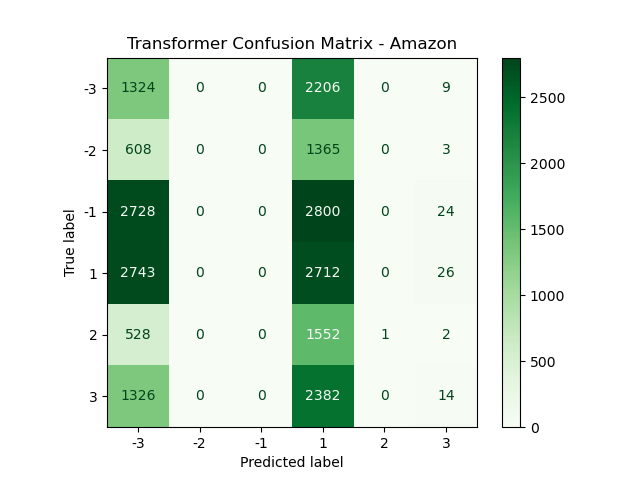 Transformer Confusion Matrix - Amazon
-3 1324 0 0 2206 0 9
-2 608 0 0 1365 0 3
-1 2728 0 0 2800 0 24
1 2743 0 0 2712 0 26
2 528 0 0 1552 1 2
3 1326 0 0 2382 0 14
-3 -2 -1 1 2 3
Predicted label
True label
2500
2000
1500
1000
500
0